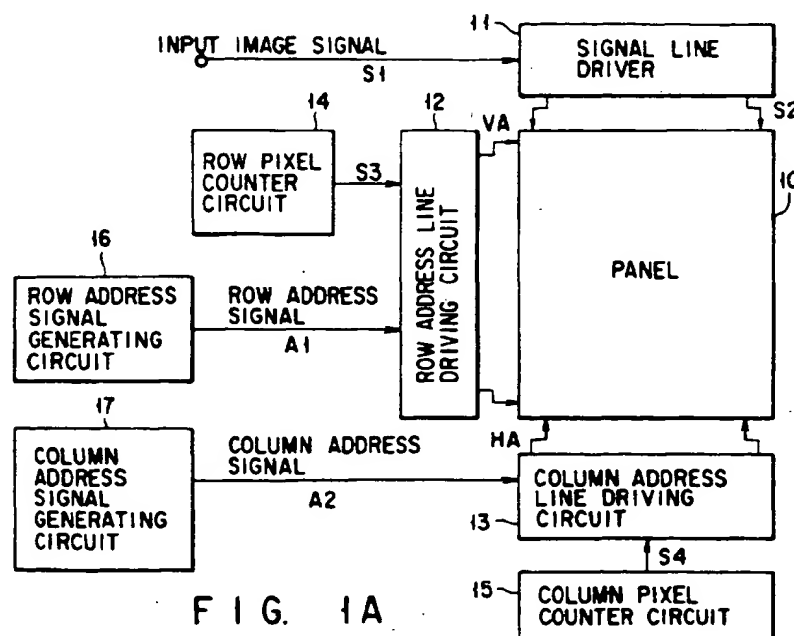 11
INPUT IMAGE SIGNAL
S1
SIGNAL LINE
DRIVER
S2
14
12
VA
ROW PIXEL
COUNTER
CIRCUIT
S3
ROW ADDRESS LINE
DRIVING CIRCUIT
10
PANEL
16
ROW ADDRESS
SIGNAL
GENERATING
CIRCUIT
ROW ADDRESS
SIGNAL
A1
17
COLUMN
ADDRESS
SIGNAL
GENERATING
CIRCUIT
COLUMN ADDRESS
SIGNAL
A2
HA
COLUMN ADDRESS
LINE DRIVING
CIRCUIT
13
S4
15
COLUMN PIXEL
COUNTER CIRCUIT
FIG. 1A